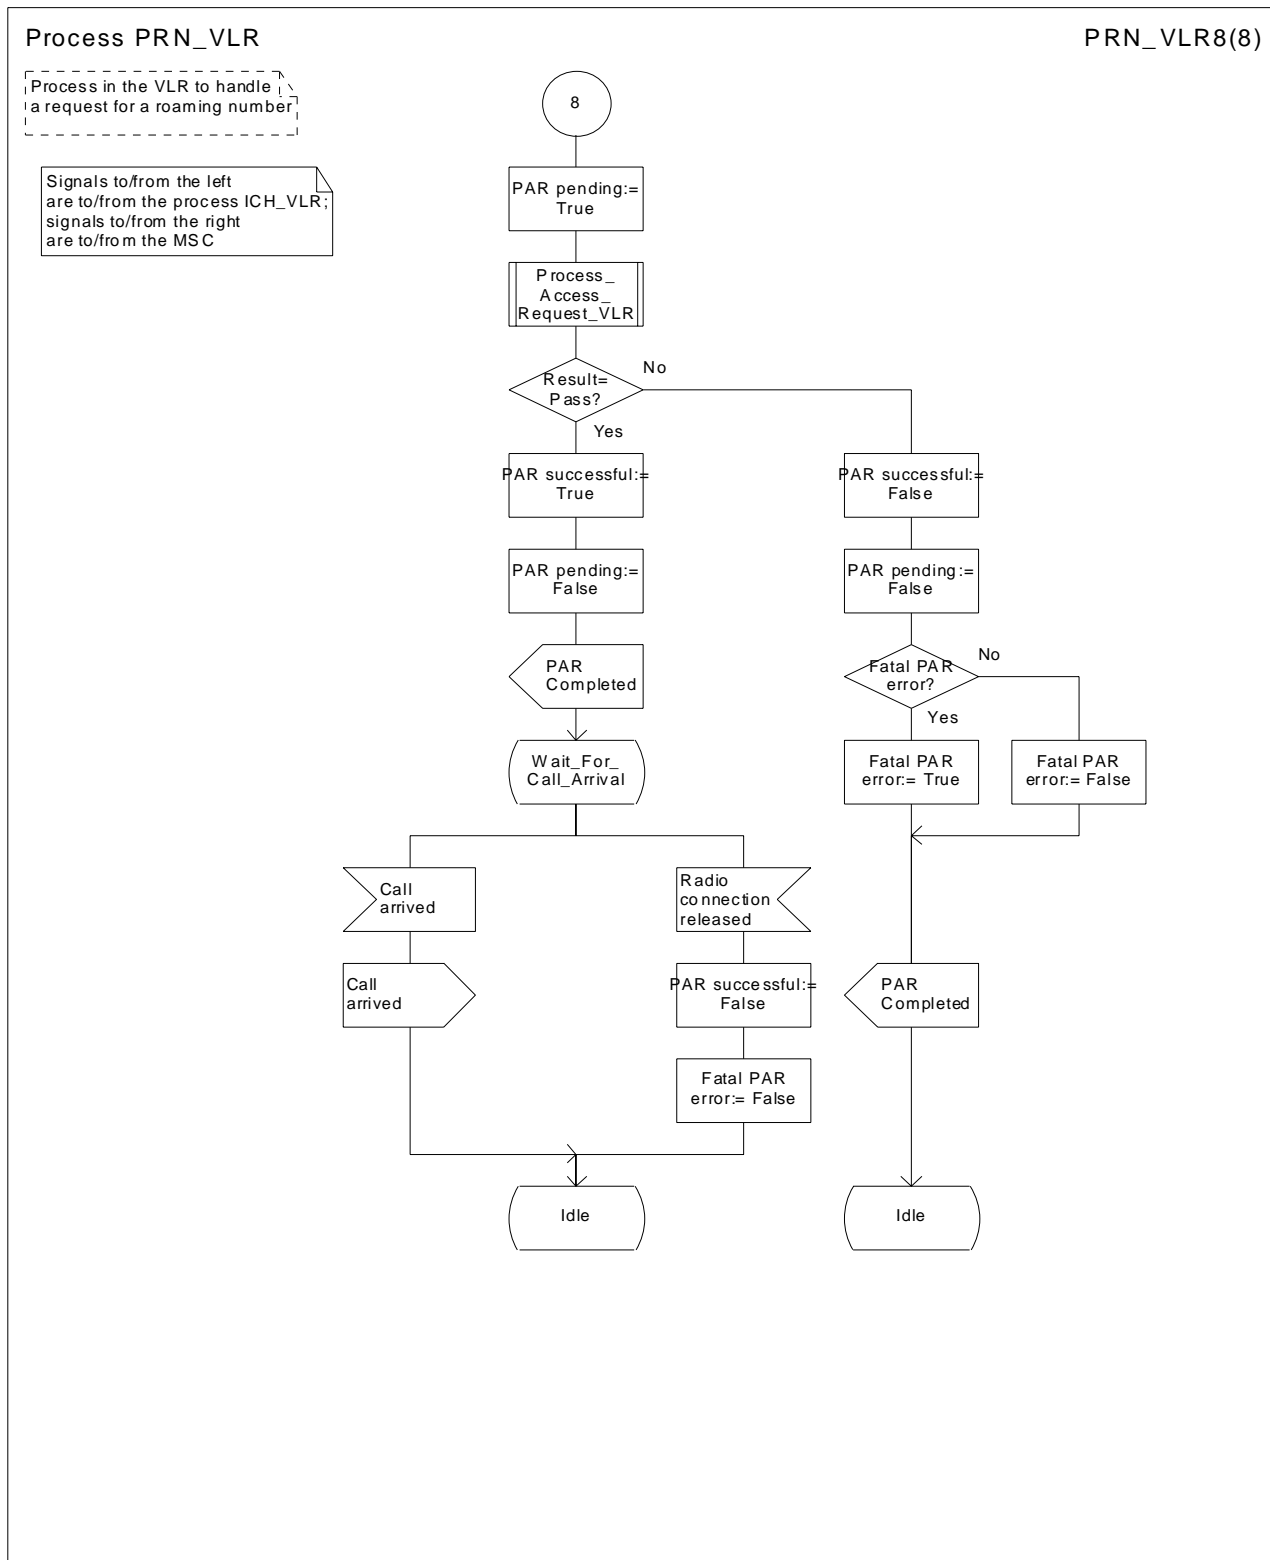 Process PRN_VLR
PRN_VLR8(8)
Process in the VLR to handle
a request for a roaming number
Signals to/from the left
are to/from the process ICH_VLR;
signals to/from the right
are to/from the MSC
8
PAR pending:=
True
Process_
Access_
Request_VLR
Result=
Pass?
No
Yes
PAR successful:=
True
PAR successful:=
False
PAR pending:=
False
PAR pending:=
False
PAR
Completed
Fatal PAR
error?
No
Yes
Wait_For_
Call_Arrival
Fatal PAR
error:= True
Fatal PAR
error:= False
Call
arrived
Radio
connection
released
Call
arrived
PAR successful:=
False
PAR
Completed
Fatal PAR
error:= False
Idle
Idle